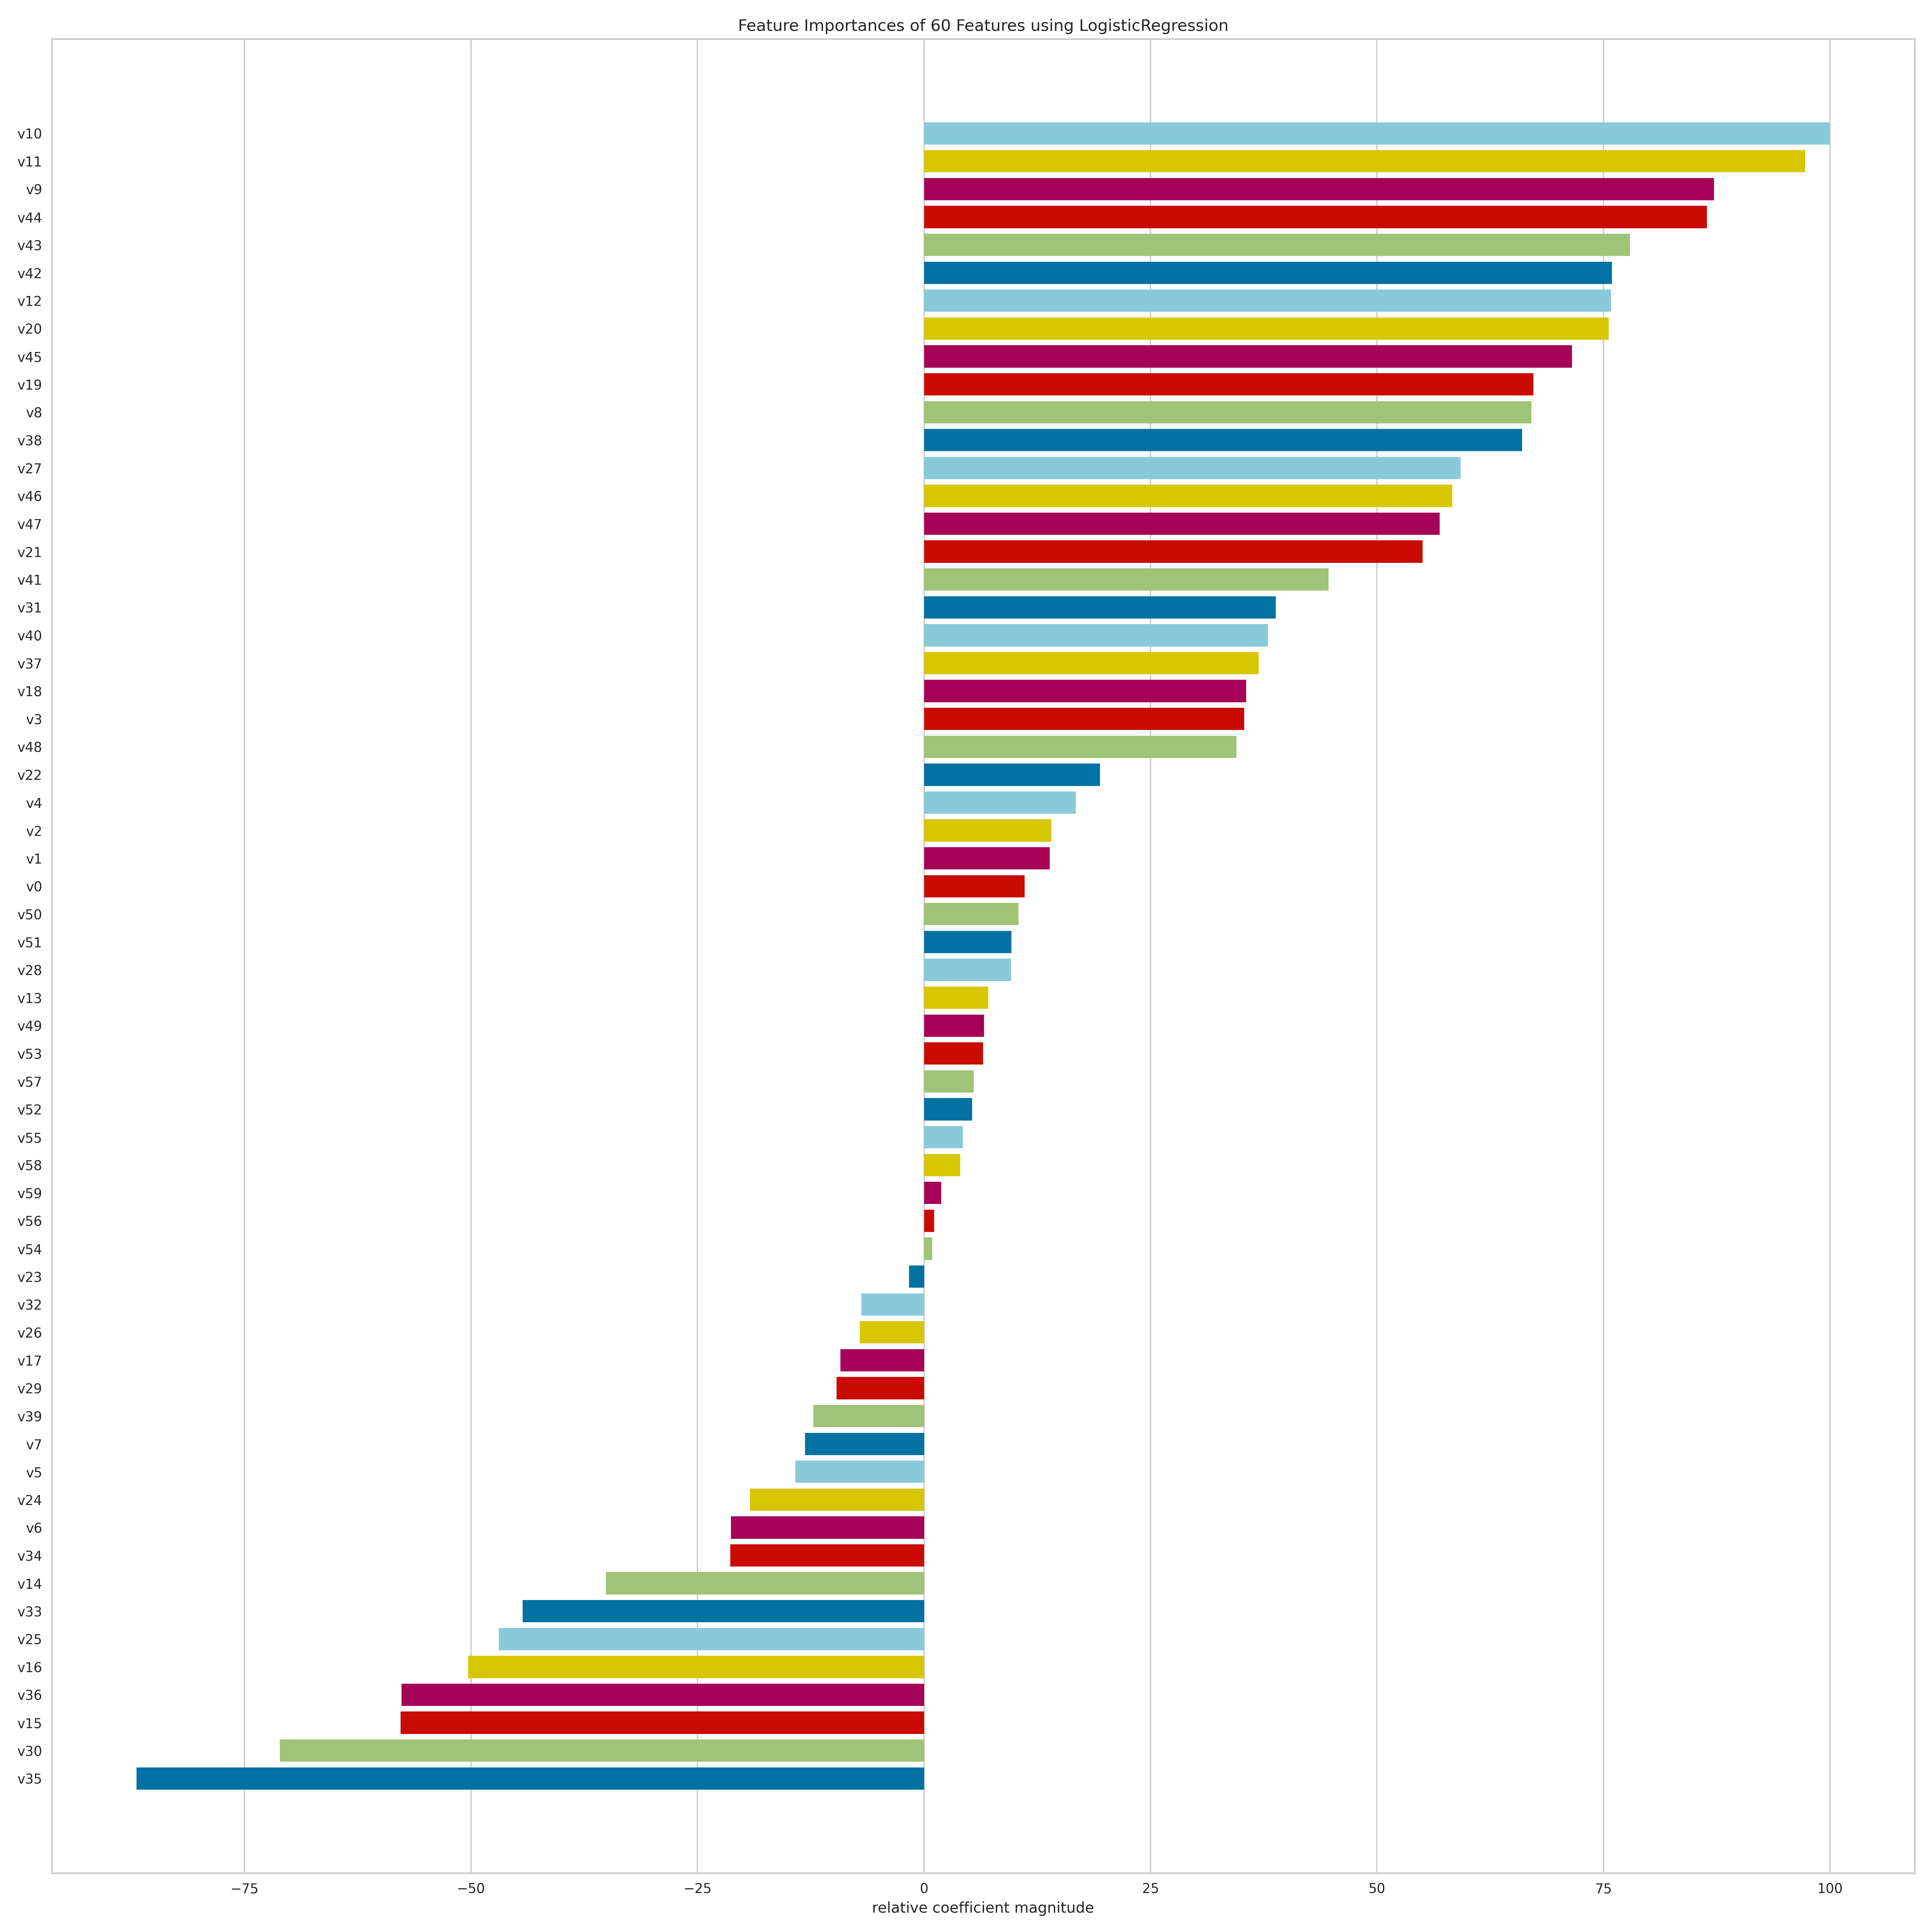 Feature Importances of 60 Features using LogisticRegression
v10
v11
v9
v44
v43
v42
v12
v20
v45
v19
v8
v38
v27
v46
v47
v21
v41
v31
v40
v37
v18
v3
v48
v22
v4
v2
v1
v0
v50
v51
v28
v13
v49
v53
v57
v52
v55
v58
v59
v56
v54
v23
v32
v26
v17
v29
v39
v7
v5
v24
v6
v34
v14
v33
v25
v16
v36
v15
v30
v35
−75 −50 −25 0 25 50 75 100
relative coefficient magnitude